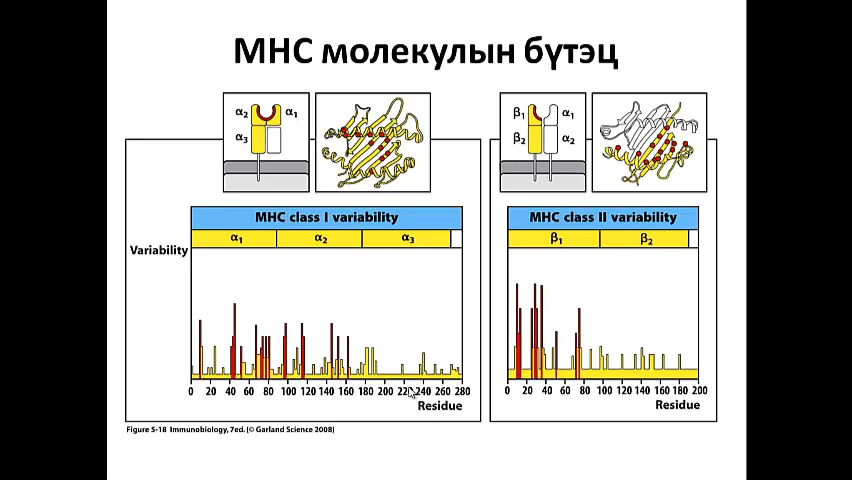 МНС молекулын бүтэц
α2 α1
α3
β1 α1
β2 α2
MHC class I variability
α1 α2 α3
Variability
0 20 40 60 80 100 120 140 160 180 200 220 240 260 280
Residue
MHC class II variability
β1 β2
0 20 40 60 80 100 120 140 160 180 200
Residue
Figure 5-18 Immunobiology, 7ed. (© Garland Science 2008)